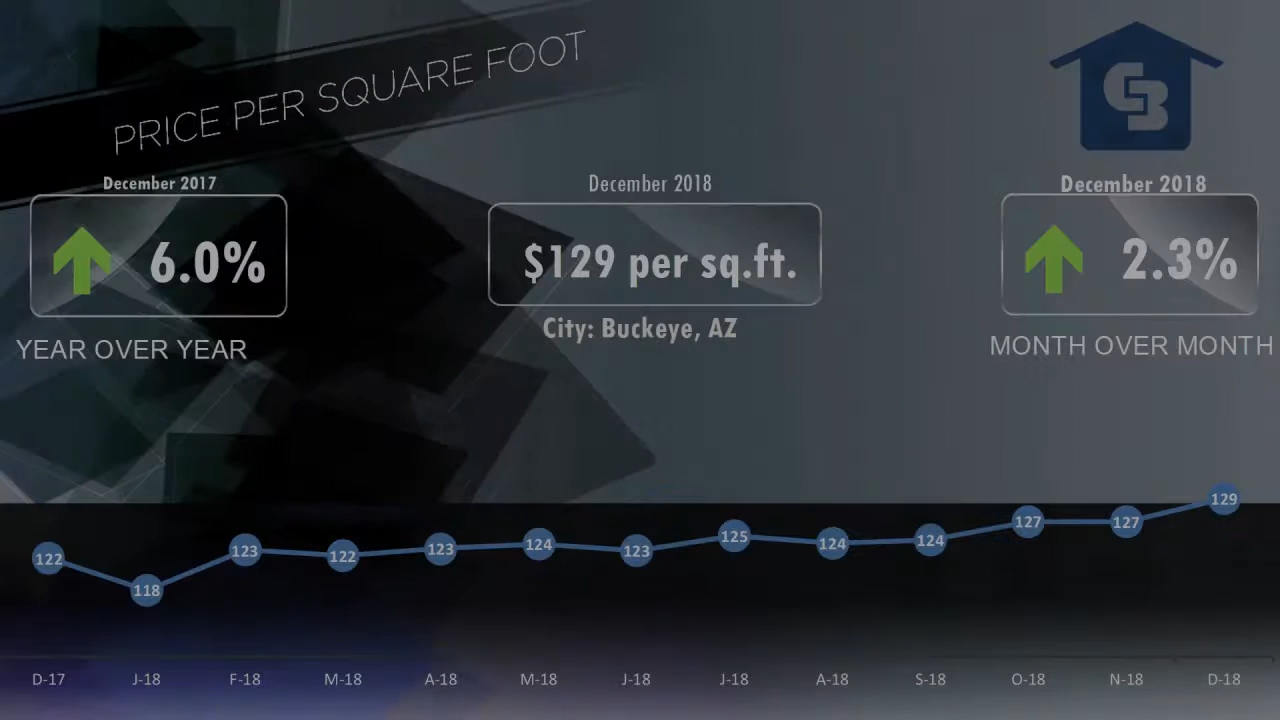 PRICE PER SQUARE FOOT
CB
December 2017
6.0%
YEAR OVER YEAR
December 2018
$129 per sq.ft.
City: Buckeye, AZ
December 2018
2.3%
MONTH OVER MONTH
122 118 123 122 123 124 123 125 124 124 127 127 129
D-17 J-18 F-18 M-18 A-18 M-18 J-18 J-18 A-18 S-18 O-18 N-18 D-18